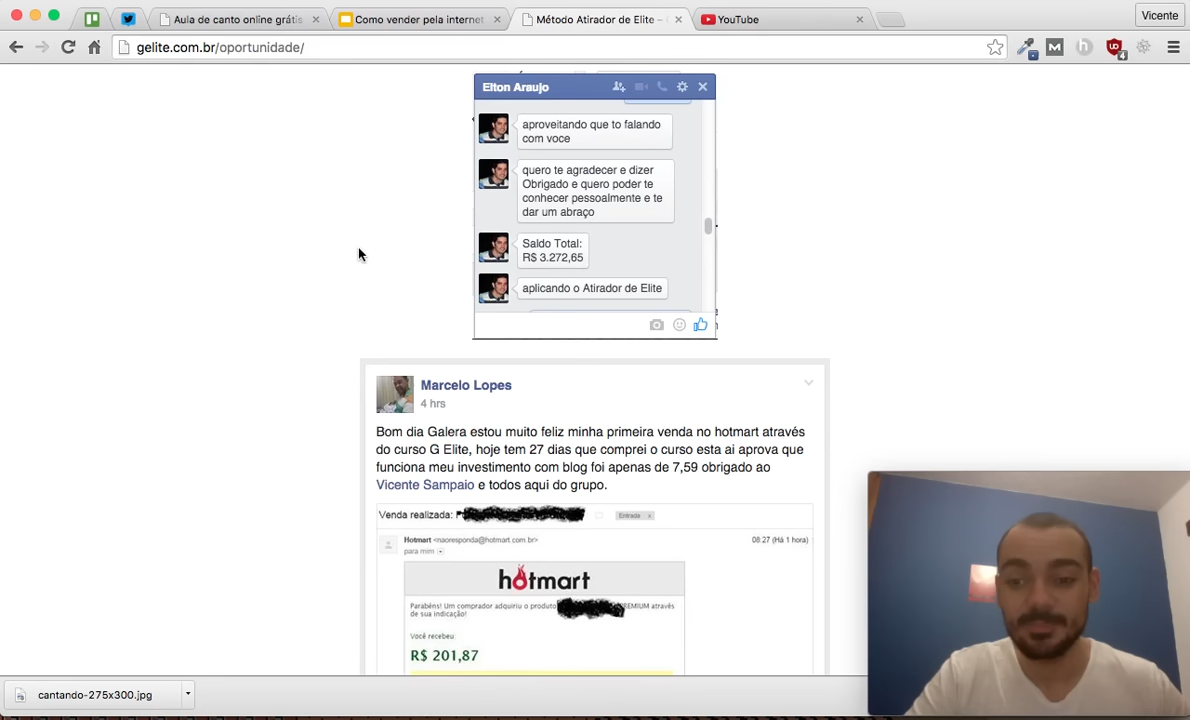 Aula de canto online grátis
Como vender pela internet
Método Atirador de Elite –
YouTube
Vicente
gelite.com.br/oportunidade/
4
Elton Araujo
aproveitando que to falando
com voce
quero te agradecer e dizer
Obrigado e quero poder te
conhecer pessoalmente e te
dar um abraço
Saldo Total:
R$ 3.272,65
aplicando o Atirador de Elite
Marcelo Lopes
4 hrs
Bom dia Galera estou muito feliz minha primeira venda no hotmart através
do curso G Elite, hoje tem 27 dias que comprei o curso esta ai aprova que
funciona meu investimento com blog foi apenas de 7,59 obrigado ao
Vicente Sampaio e todos aqui do grupo.
Venda realizada:
Entrada x
Hotmart <naoresponda@hotmart.com.br>
08:27 (Há 1 hora)
para mim
hotmart
Parabéns! Um comprador adquiriu o produto REMIUM através
de sua indicação!
Você recebeu:
R$ 201,87
cantando-275x300.jpg